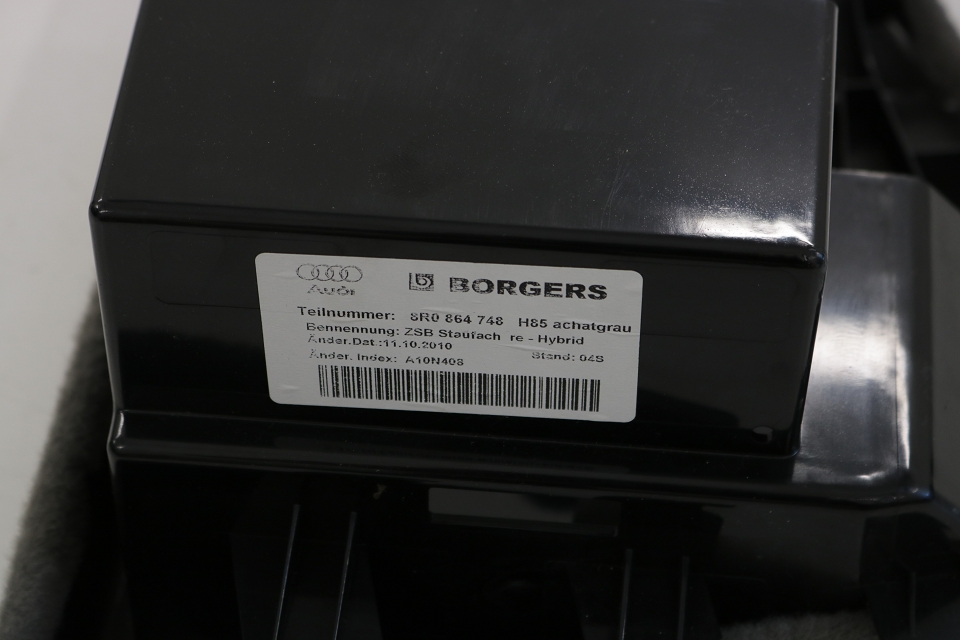 Audi
b BORGERS
Teilnummer: 8R0 864 748 H85 achatgrau
Bennennung: ZSB Staufach re - Hybrid
Änder.Dat.:11.10.2010
Änder. Index: A10N408 Stand: 04S